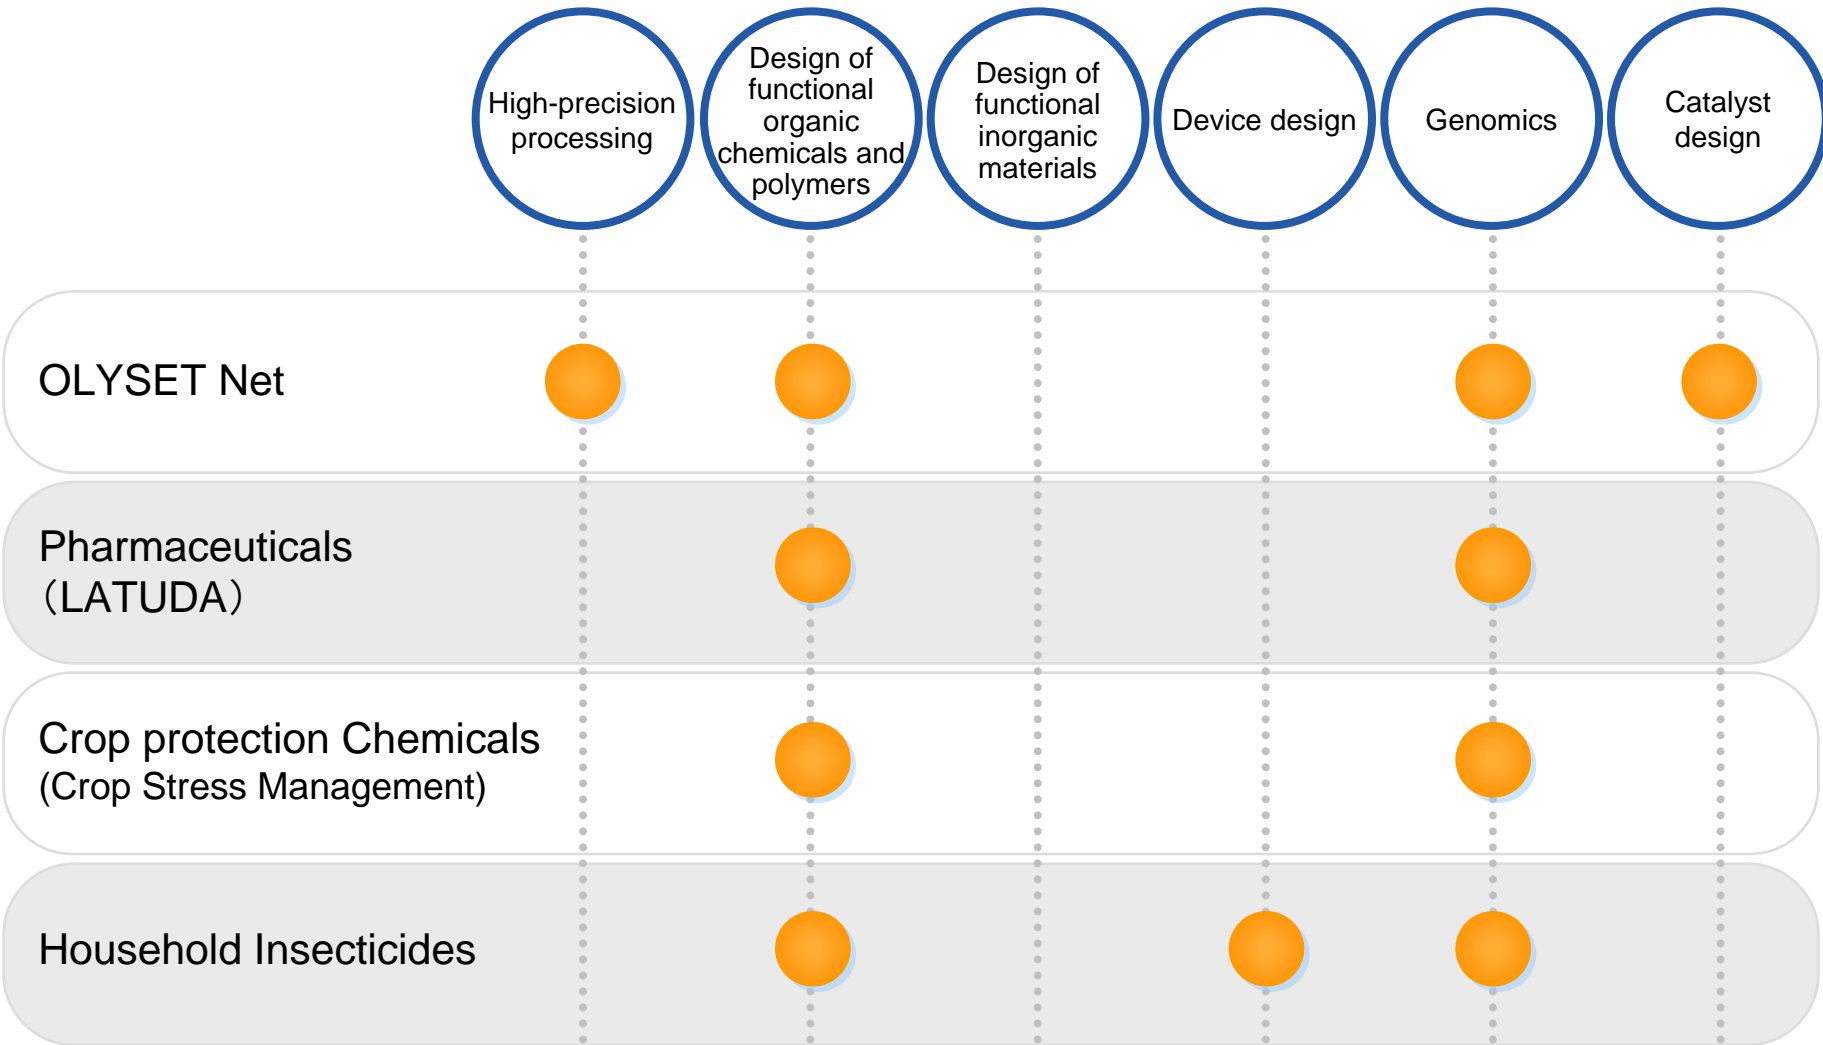 High-precision
processing
Design of
functional
organic
chemicals and
polymers
Design of
functional
inorganic
materials
Device design
Genomics
Catalyst
design
OLYSET Net
Pharmaceuticals
（LATUDA）
Crop protection Chemicals
(Crop Stress Management)
Household Insecticides